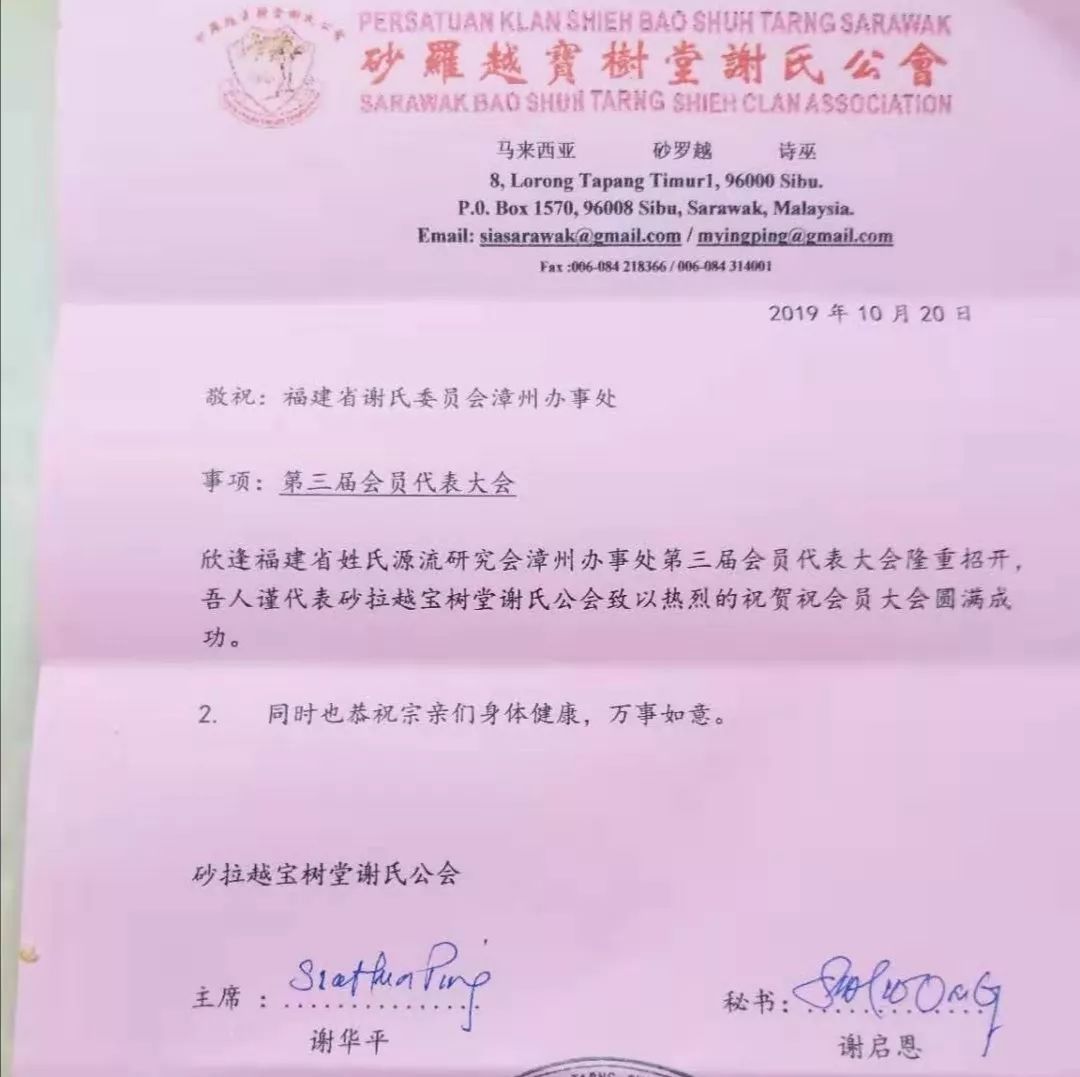 PERSATUAN KLAN SHIEH BAO SHUH TARNG SARAWAK
砂羅越寶樹堂謝氏公會
SARAWAK BAO SHUH TARNG SHIEH CLAN ASSOCIATION
马来西亚 砂罗越 诗巫
8, Lorong Tapang Timur1, 96000 Sibu.
P.0. Box 1570, 96008 Sibu, Sarawak, Malaysia.
Email: siasarawak@gmail.com / myingping@gmail.com
Fax :006-084 218366 / 006-084 314001
2019 年 10 月 20 日
敬祝：福建省谢氏委员会漳州办事处
事项：第三届会员代表大会
欣逢福建省姓氏源流研究会漳州办事处第三届会员代表大会隆重招开，
吾人谨代表砂拉越宝树堂谢氏公会致以热烈的祝贺祝会员大会圆满成
功。
2. 同时也恭祝宗亲们身体健康，万事如意。
砂拉越宝树堂谢氏公会
主席：Sia Hua Ping
秘书：
谢华平
谢启恩